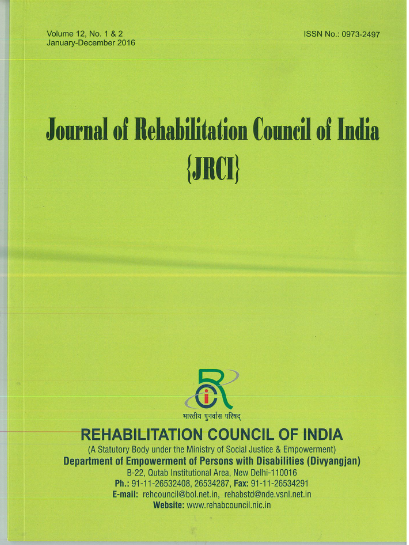 Volume 12, No. 1 & 2
ISSN No.: 0973-2497
January-December 2016
Journal of Rehabilitation Council of India
{JRCI}
RCI
भारतीय पुनर्वास परिषद्
REHABILITATION COUNCIL OF INDIA
(A Statutory Body under the Ministry of Social Justice & Empowerment)
Department of Empowerment of Persons with Disabilities (Divyangjan)
B-22, Qutab Institutional Area, New Delhi-110016
Ph.: 91-11-26532408, 26534287, Fax: 91-11-26534291
E-mail: rehcouncil@bol.net.in, rehabstd@nde.vsnl.net.in
Website: www.rehabcouncil.nic.in